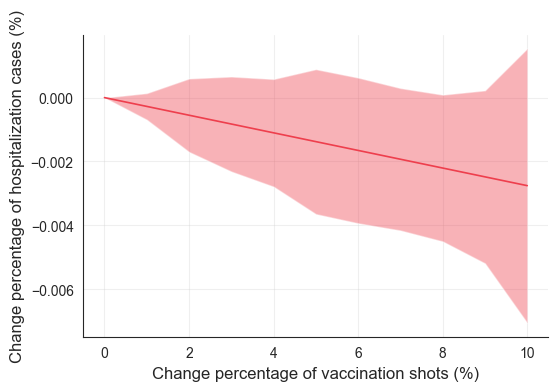 Change percentage of hospitalization cases (%)
0.000
−0.002
−0.004
−0.006
0 2 4 6 8 10
Change percentage of vaccination shots (%)